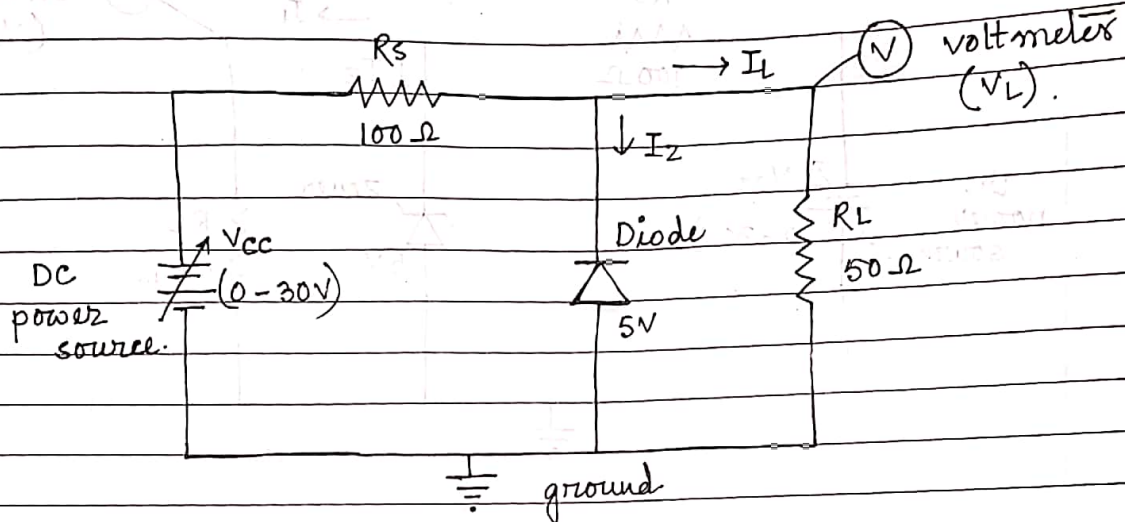 Rs
100 Ω
→ IL
V
voltmeter
(VL).
↓ Iz
Vcc
(0-30V)
DC
power
source.
Diode
5V
RL
50 Ω
ground